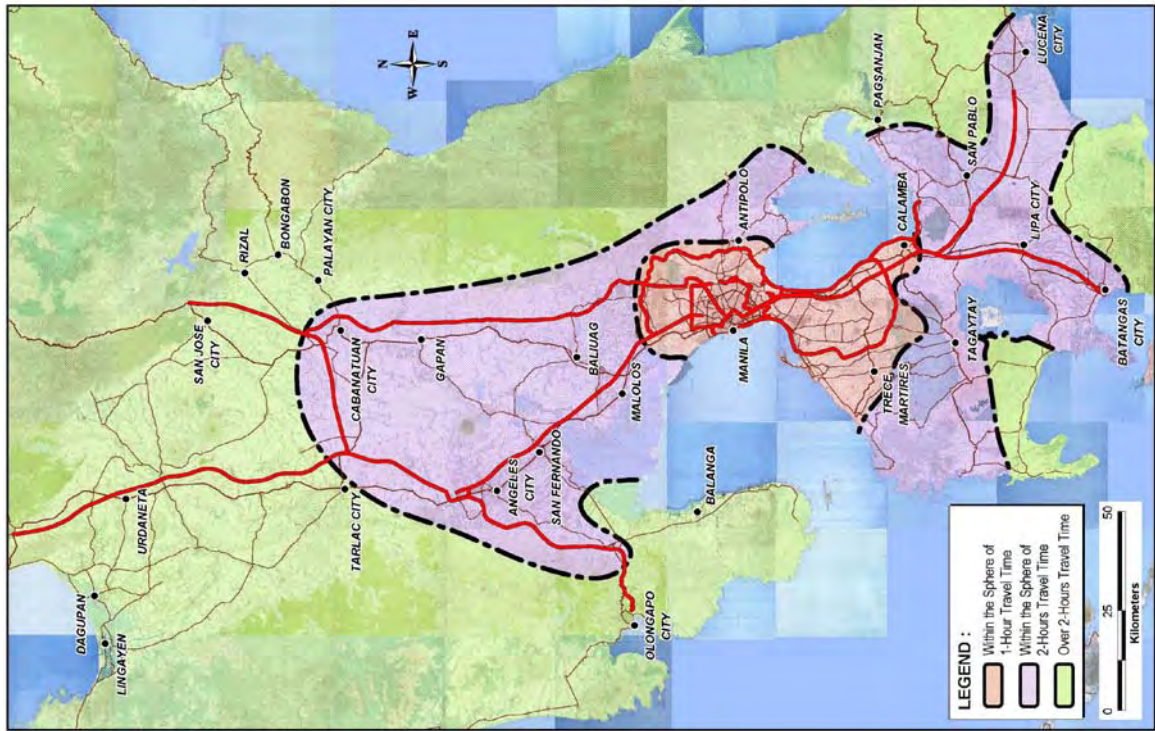 N
E
W
S
DAGUPAN
LINGAYEN
URDANETA
SAN JOSE
CITY
RIZAL
BONGABON
PALAYAN CITY
TARLAC CITY
CABANATUAN
CITY
GAPAN
ANGELES
CITY
SAN FERNANDO
BALIUAG
MALOLOS
OLONGAPO
CITY
BALANGA
MANILA
ANTIPOLO
TRECE
MARTIRES
CALAMBA
PAGSANJAN
TAGAYTAY
SAN PABLO
LIPA CITY
LUCENA
CITY
BATANGAS
CITY
LEGEND :
Within the Sphere of
1-Hour Travel Time
Within the Sphere of
2-Hours Travel Time
Over 2-Hours Travel Time
0 25 50
Kilometers